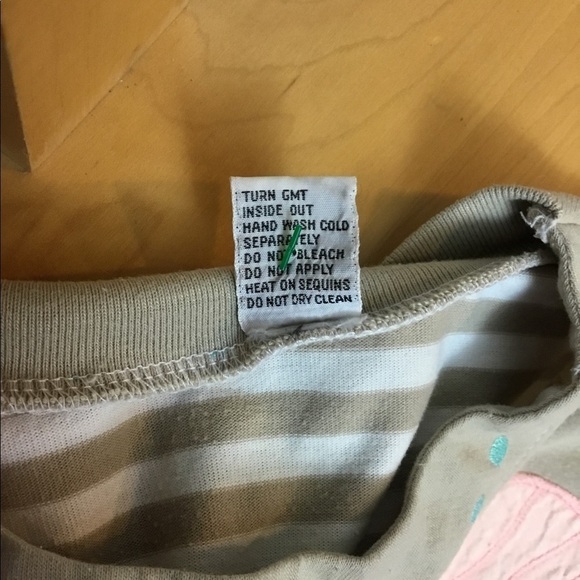 TURN GMT
INSIDE OUT
HAND WASH COLD
SEPARATELY
DO NOT BLEACH
DO NOT APPLY
HEAT ON SEQUINS
DO NOT DRY CLEAN